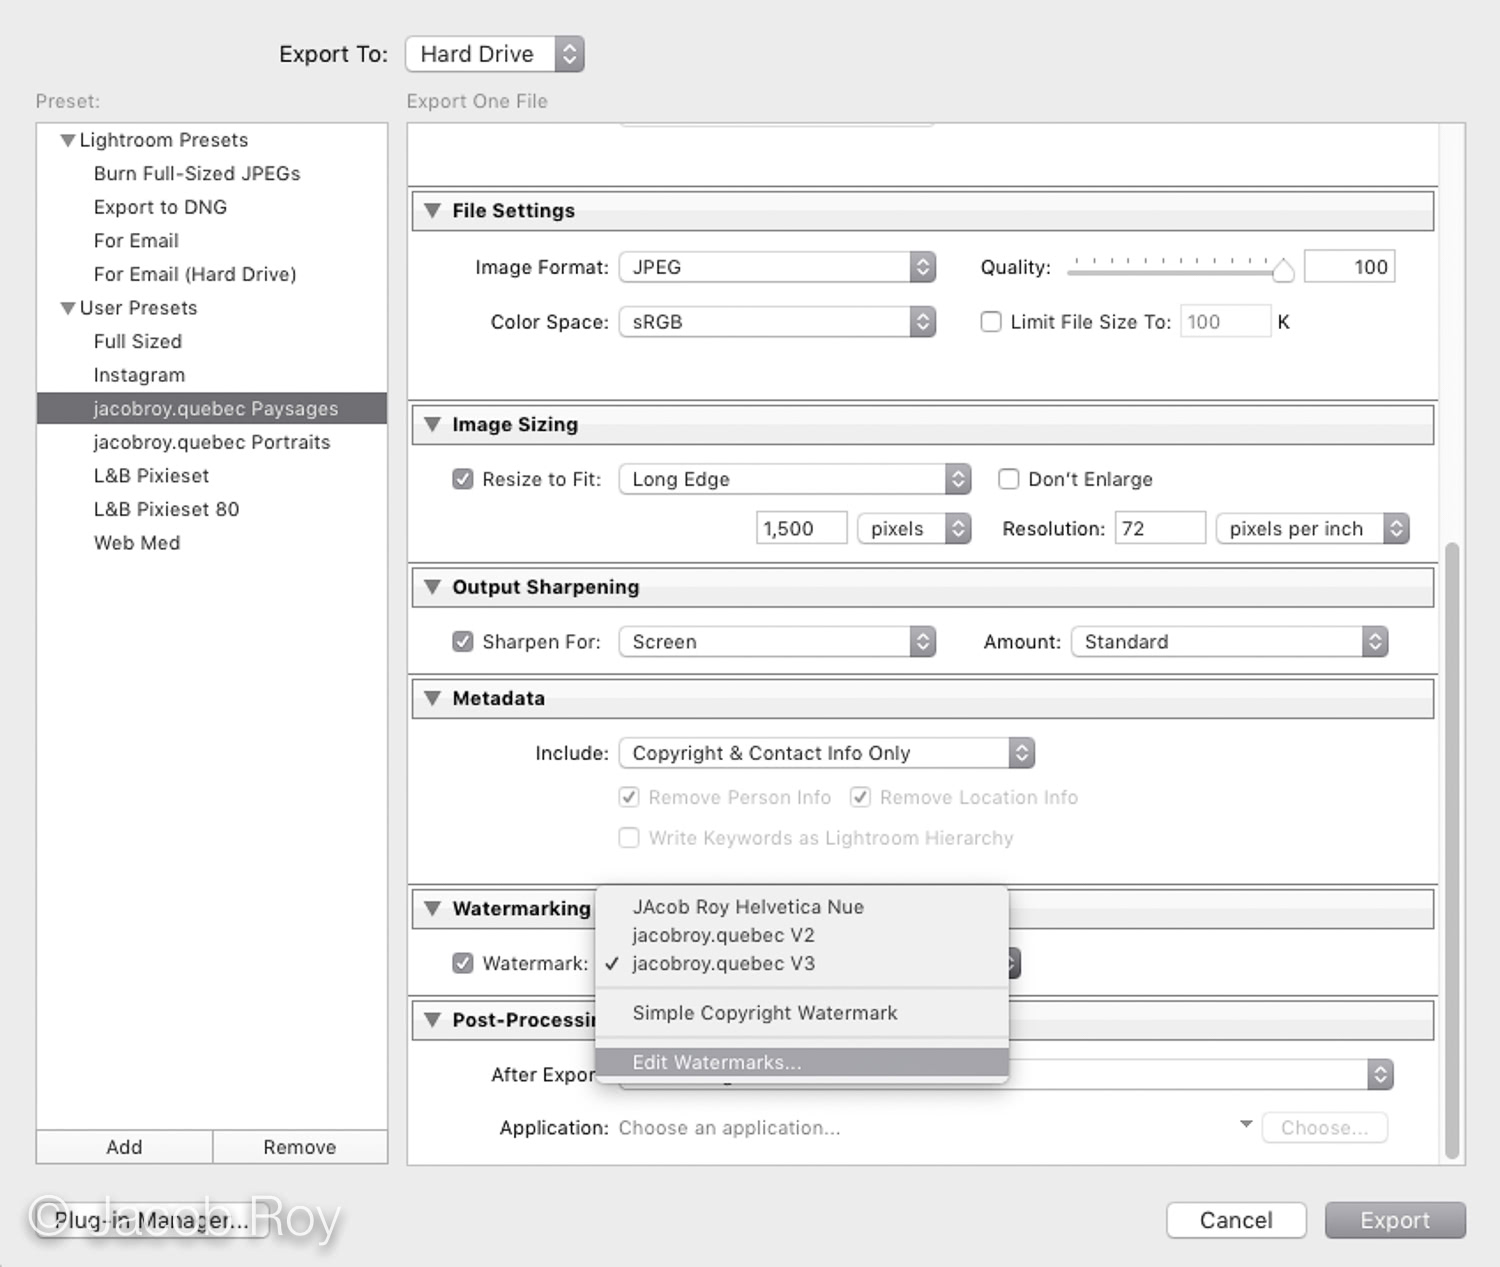 Export To: Hard Drive
Preset:
Export One File
Lightroom Presets
Burn Full-Sized JPEGs
Export to DNG
For Email
For Email (Hard Drive)
User Presets
Full Sized
Instagram
jacobroy.quebec Paysages
jacobroy.quebec Portraits
L&B Pixieset
L&B Pixieset 80
Web Med
Add Remove
File Settings
Image Format: JPEG Quality: 100
Color Space: sRGB Limit File Size To: 100 K
Image Sizing
Resize to Fit: Long Edge Don't Enlarge
1,500 pixels Resolution: 72 pixels per inch
Output Sharpening
Sharpen For: Screen Amount: Standard
Metadata
Include: Copyright & Contact Info Only
Remove Person Info Remove Location Info
Write Keywords as Lightroom Hierarchy
Watermarking
JAcob Roy Helvetica Nue
jacobroy.quebec V2
Watermark: ✓ jacobroy.quebec V3
Simple Copyright Watermark
Post-Processin
Edit Watermarks...
After Expor
Application: Choose an application... Choose...
Plug-in Manager...
© Jacob Roy
Cancel Export